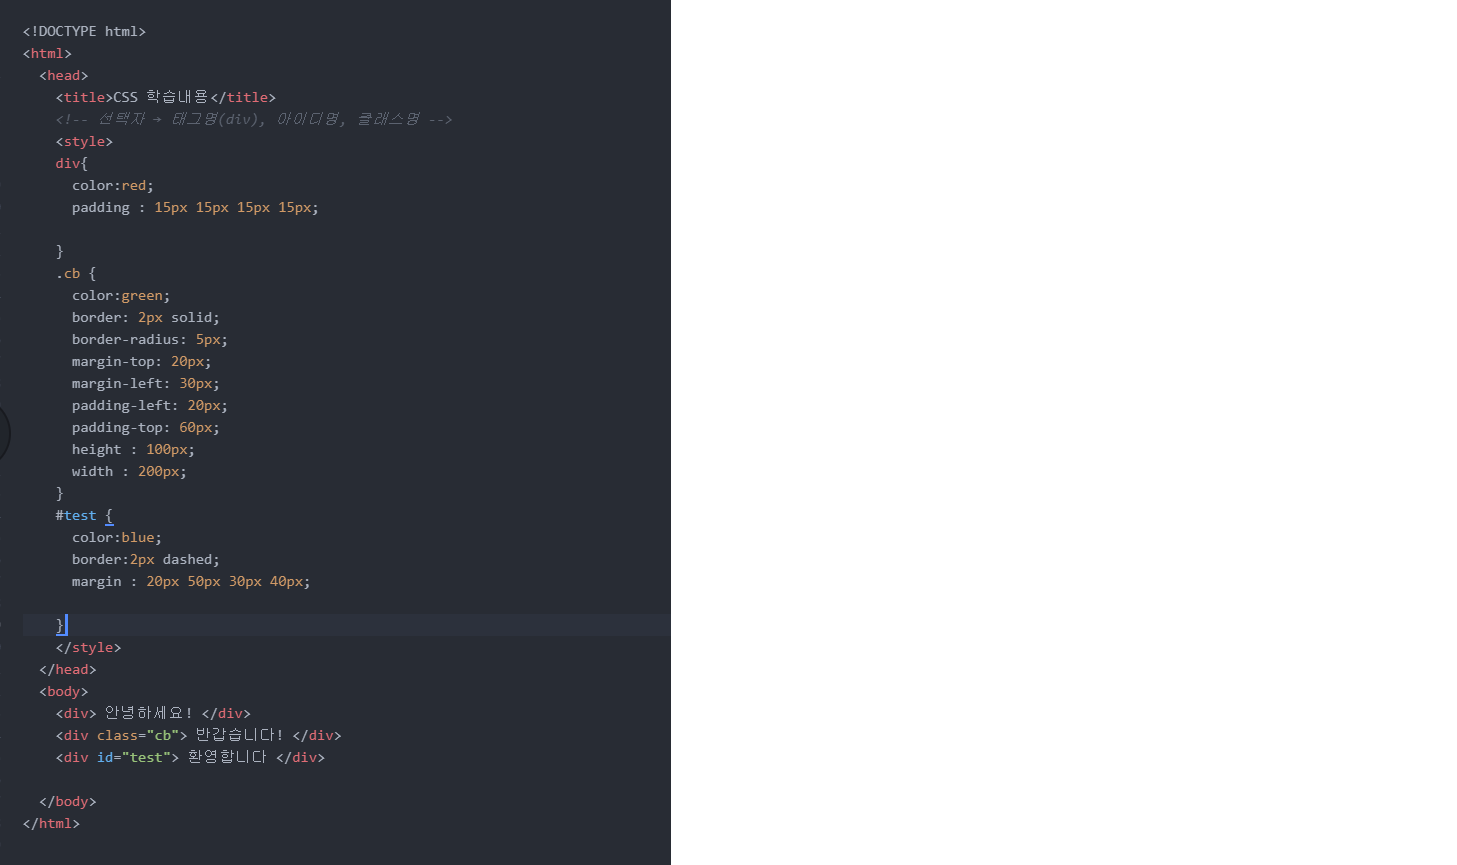 <!DOCTYPE html>
<html>
<head>
<title>CSS 학습내용</title>
<!-- 선택자 → 태그명(div), 아이디명, 클래스명 -->
<style>
div{
color:red;
padding : 15px 15px 15px 15px;
}
.cb {
color:green;
border: 2px solid;
border-radius: 5px;
margin-top: 20px;
margin-left: 30px;
padding-left: 20px;
padding-top: 60px;
height : 100px;
width : 200px;
}
#test {
color:blue;
border:2px dashed;
margin : 20px 50px 30px 40px;
}
</style>
</head>
<body>
<div> 안녕하세요! </div>
<div class="cb"> 반갑습니다! </div>
<div id="test"> 환영합니다 </div>
</body>
</html>